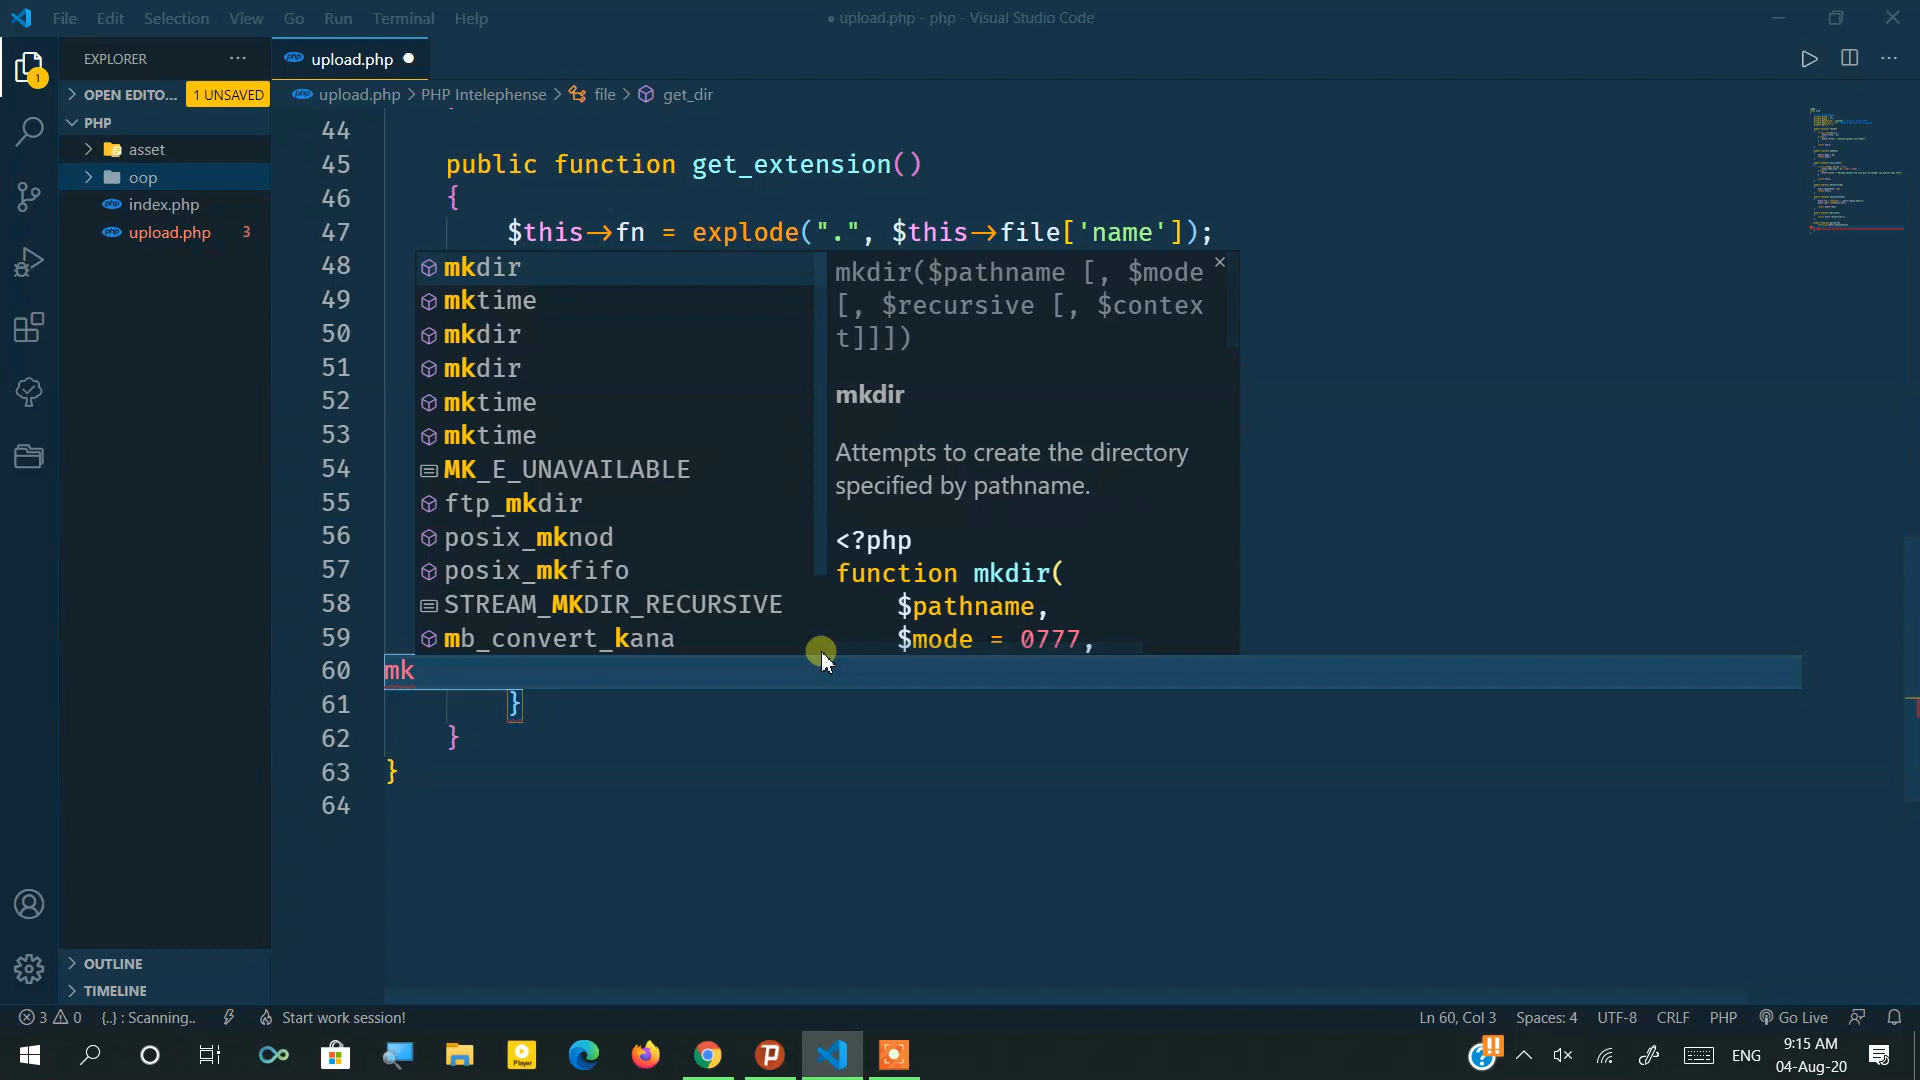 File Edit Selection View Go Run Terminal Help
● upload.php - php - Visual Studio Code
EXPLORER ···
OPEN EDITO... 1 UNSAVED
PHP
asset
oop
index.php
upload.php 3
OUTLINE
TIMELINE
1
php upload.php ●
upload.php > PHP Intelephense > file > get_dir
44
45 public function get_extension()
46 {
47 $this→fn = explode(".", $this→file['name']);
48
49
50
51
52
53
54
55
56
57
58
59
60 mk
61 }
62 }
63 }
64
mkdir
mktime
mkdir
mkdir
mktime
mktime
MK_E_UNAVAILABLE
ftp_mkdir
posix_mknod
posix_mkfifo
STREAM_MKDIR_RECURSIVE
mb_convert_kana
mkdir($pathname [, $mode
[, $recursive [, $contex
t]]])
mkdir
Attempts to create the directory
specified by pathname.
<?php
function mkdir(
$pathname,
$mode = 0777,
3 0 {..} : Scanning.. Start work session!
Ln 60, Col 3 Spaces: 4 UTF-8 CRLF PHP Go Live
Player
ENG
9:15 AM
04-Aug-20